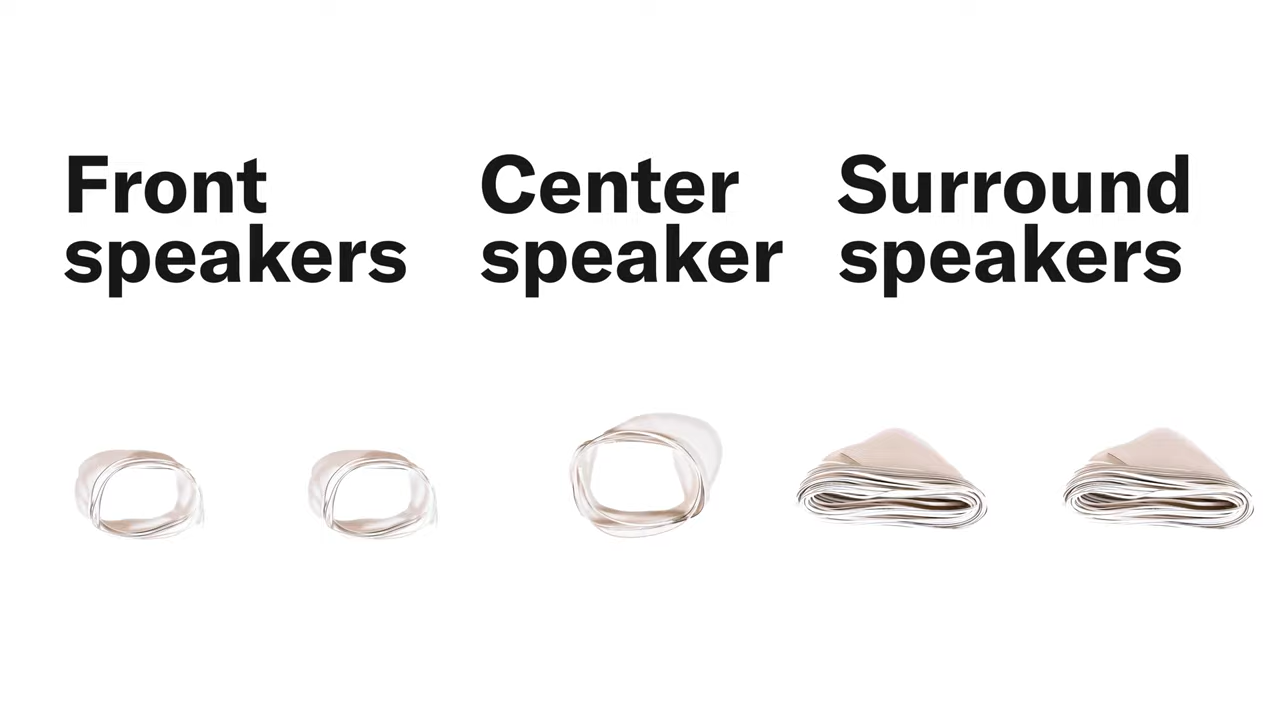 Front
speakers
Center
speaker
Surround
speakers